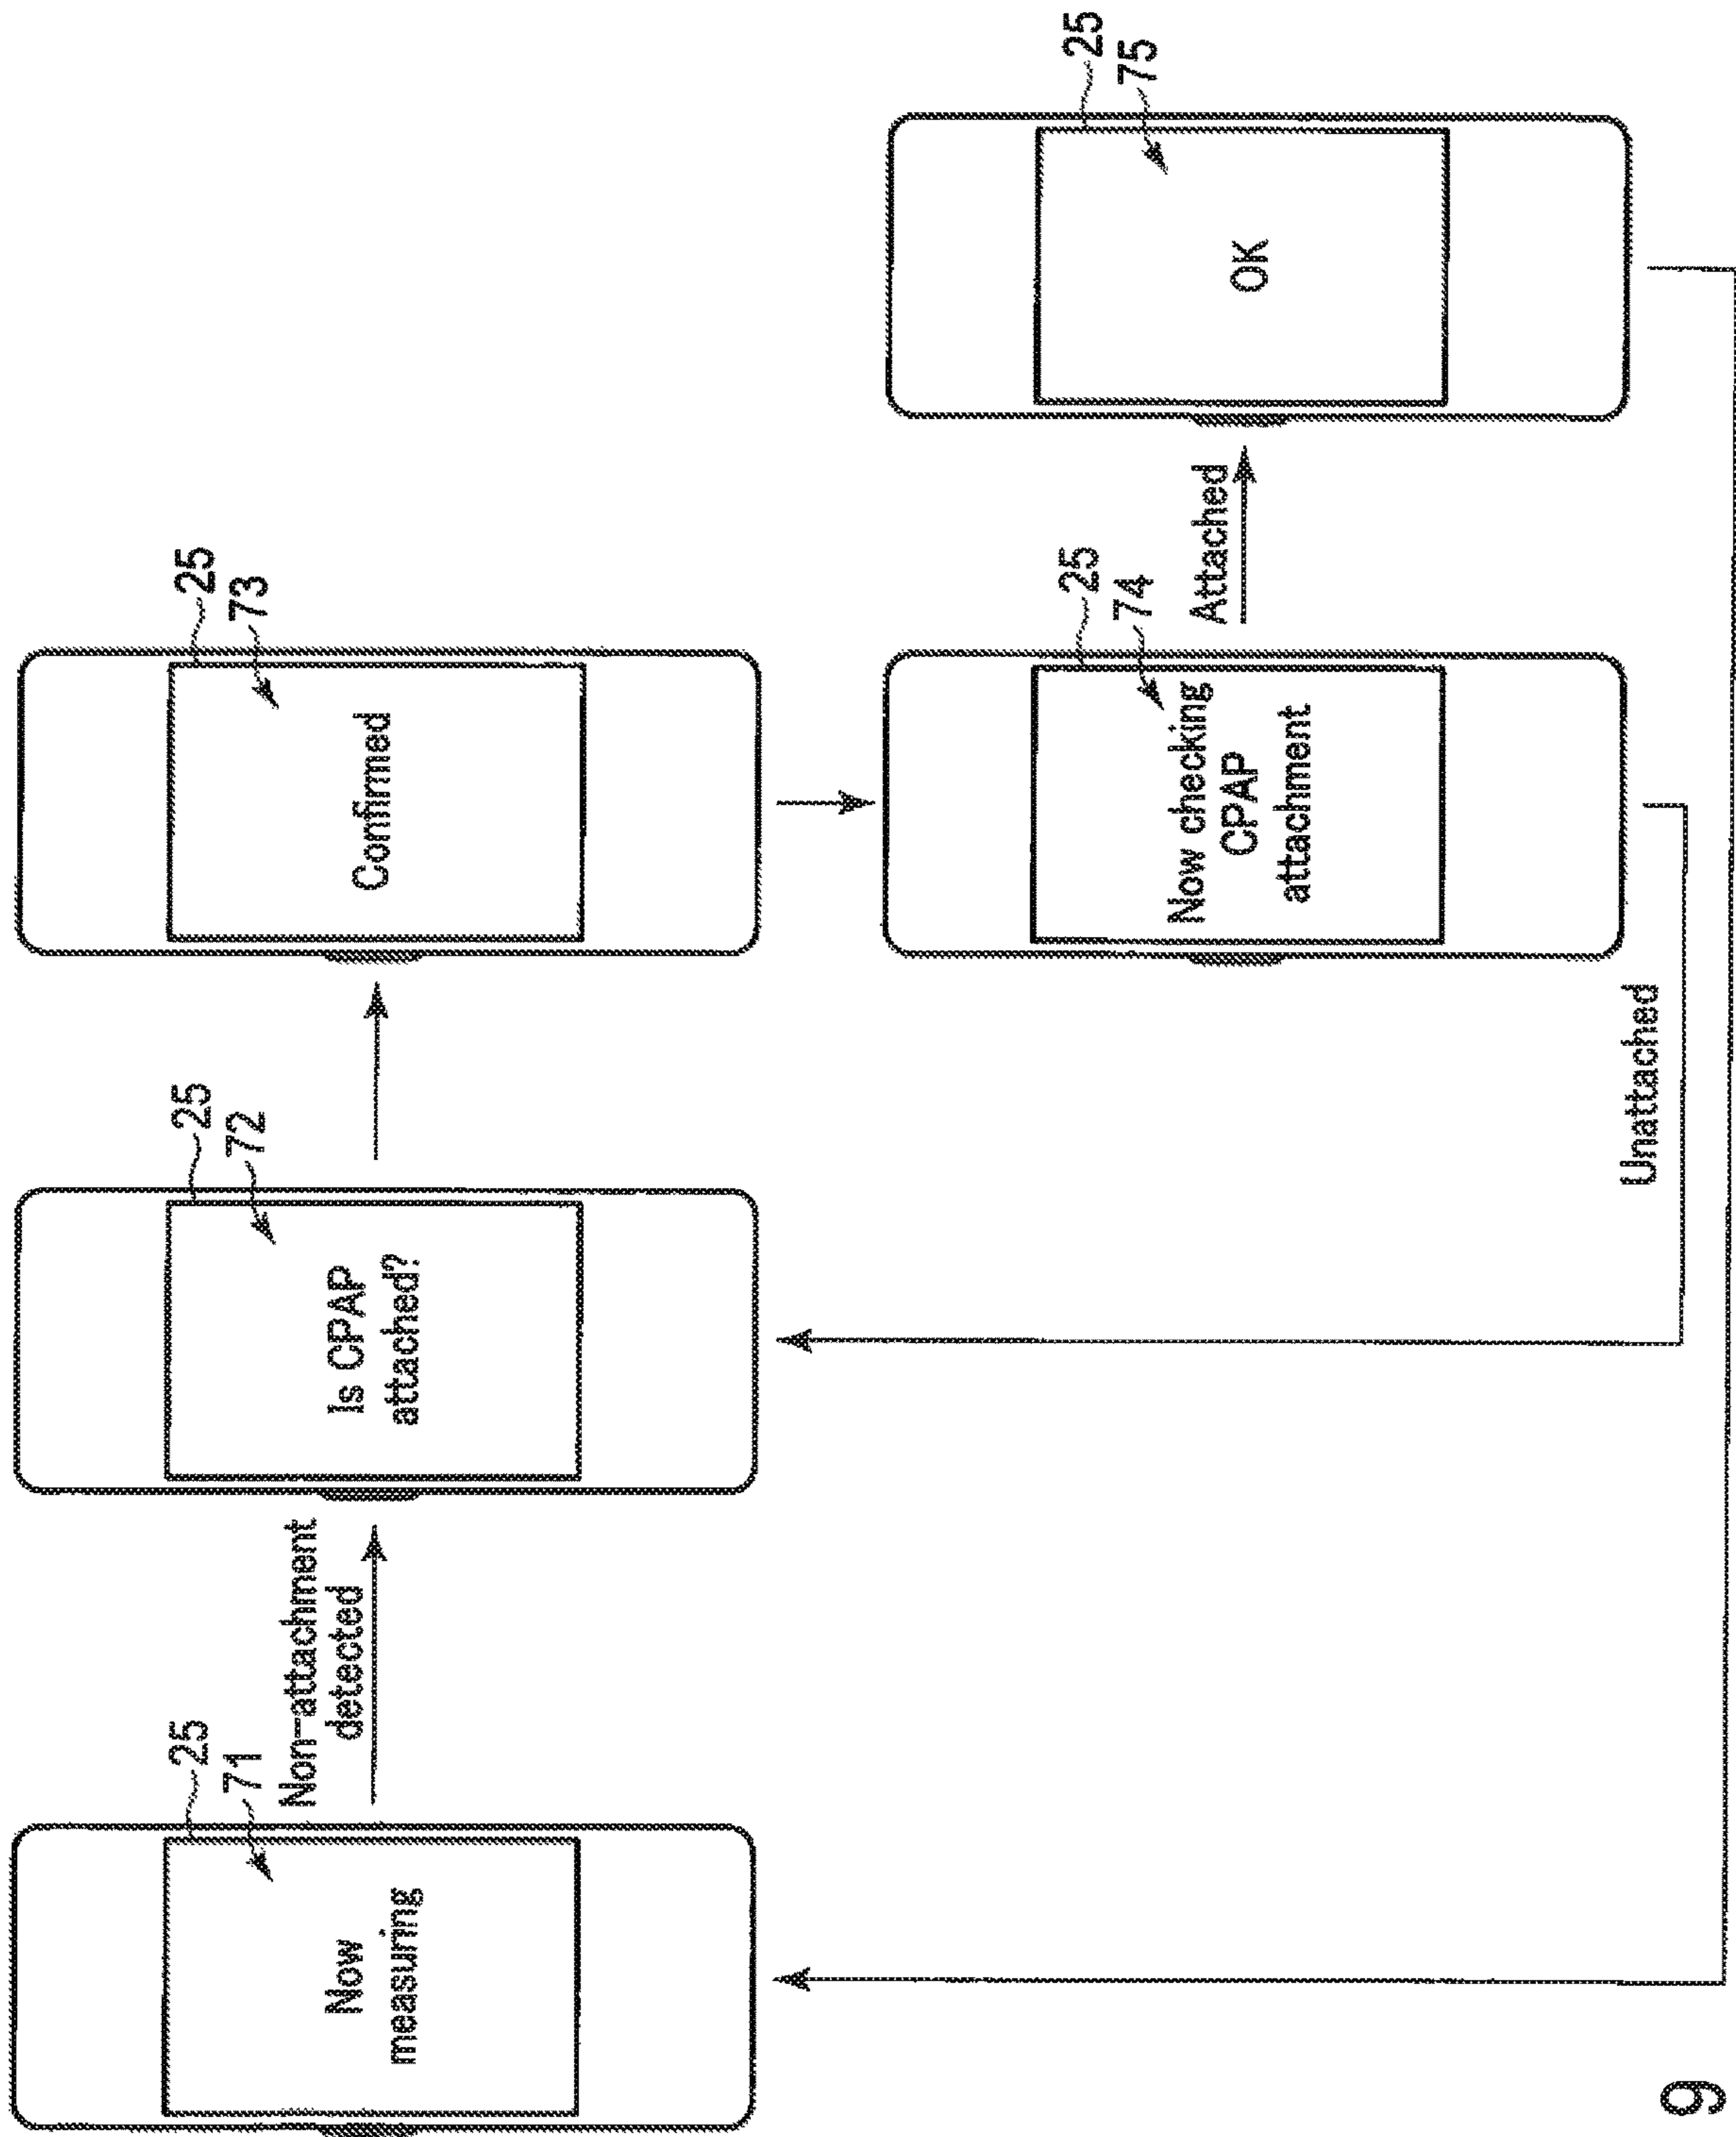 25
71
Now
measuring
Non-attachment
detected
25
72
Is CPAP
attached?
25
73
Confirmed
25
74
Now checking
CPAP
attachment
Attached
25
75
OK
Unattached
9